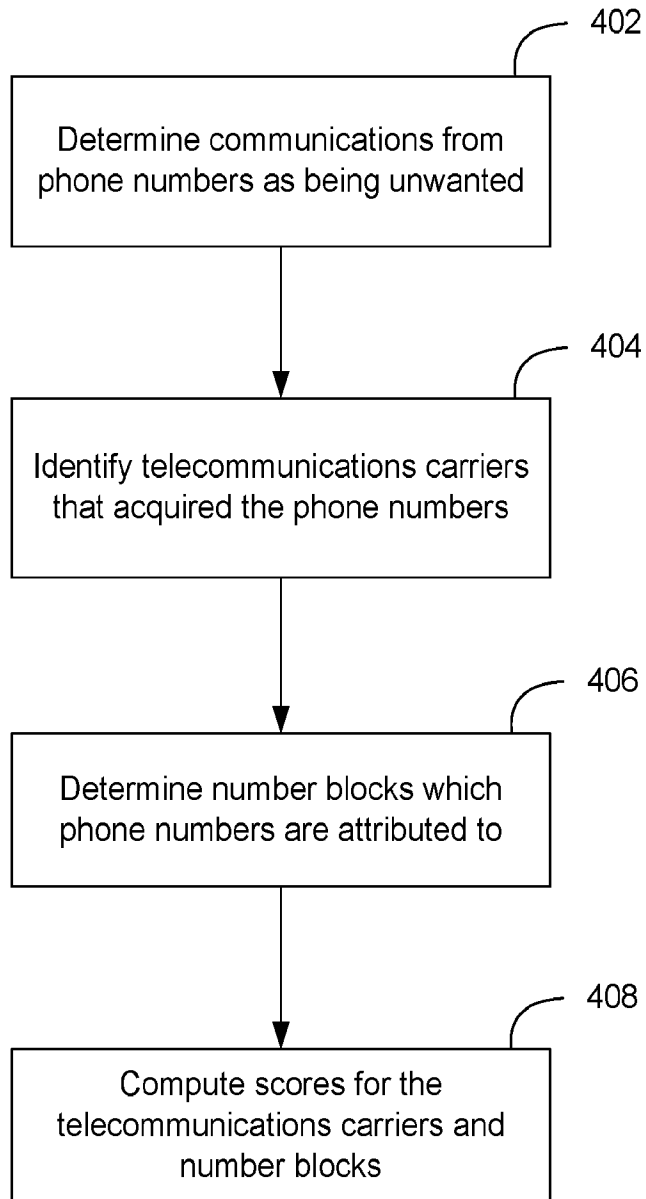 402
Determine communications from
phone numbers as being unwanted
404
Identify telecommunications carriers
that acquired the phone numbers
406
Determine number blocks which
phone numbers are attributed to
408
Compute scores for the
telecommunications carriers and
number blocks